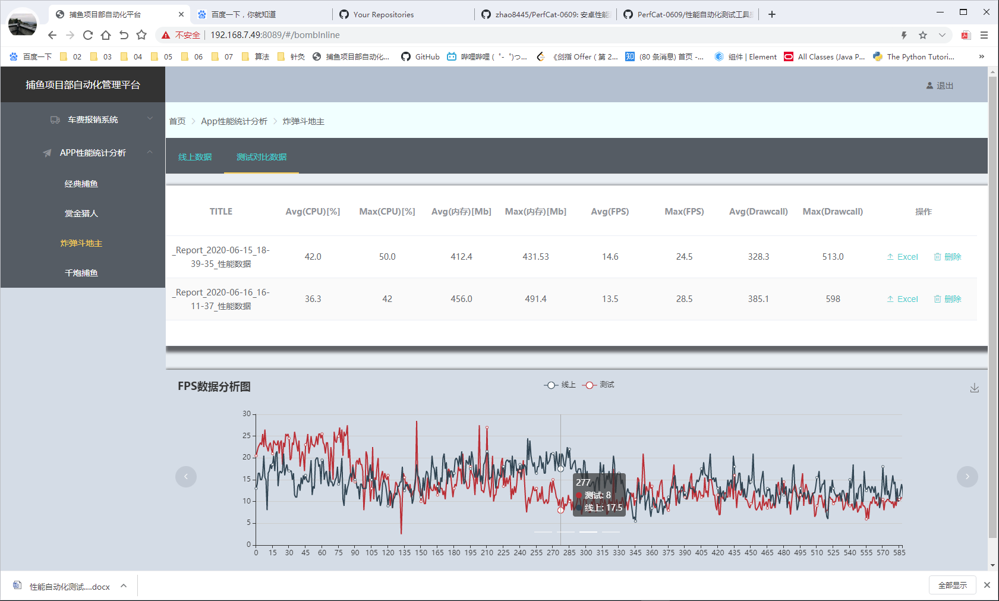 捕鱼项目部自动化平台
百度一下，你就知道
Your Repositories
zhao8445/PerfCat-0609: 安卓性能
PerfCat-0609/性能自动化测试工具
不安全
192.168.7.49:8089/#/bombInline
百度一下
02
03
04
05
06
07
算法
针灸
捕鱼项目部自动化...
GitHub
哔哩哔哩 ( ゜- ゜)つ...
《剑指 Offer ( 第 2...
(80 条消息) 首页 -...
组件 | Element
All Classes (Java P...
The Python Tutori...
»
捕鱼项目部自动化管理平台
退出
车费报销系统
APP性能统计分析
经典捕鱼
赏金猎人
炸弹斗地主
千炮捕鱼
首页 > App性能统计分析 > 炸弹斗地主
线上数据
测试对比数据
TITLE Avg(CPU)[%] Max(CPU)[%] Avg(内存)[Mb] Max(内存)[Mb] Avg(FPS) Max(FPS) Avg(Drawcall) Max(Drawcall) 操作
_Report_2020-06-15_18-
39-35_性能数据
42.0 50.0 412.4 431.53 14.6 24.5 328.3 513.0 Excel 删除
_Report_2020-06-16_16-
11-37_性能数据
36.3 42 456.0 491.4 13.5 28.5 385.1 598 Excel 删除
FPS数据分析图
线上 测试
30
25
20
15
10
5
0
277
测试: 8
线上: 17.5
0 15 30 45 60 75 90 105 120 135 150 165 180 195 210 225 240 255 270 285 300 315 330 345 360 375 390 405 420 435 450 465 480 495 510 525 540 555 570 585
性能自动化测试....docx
全部显示